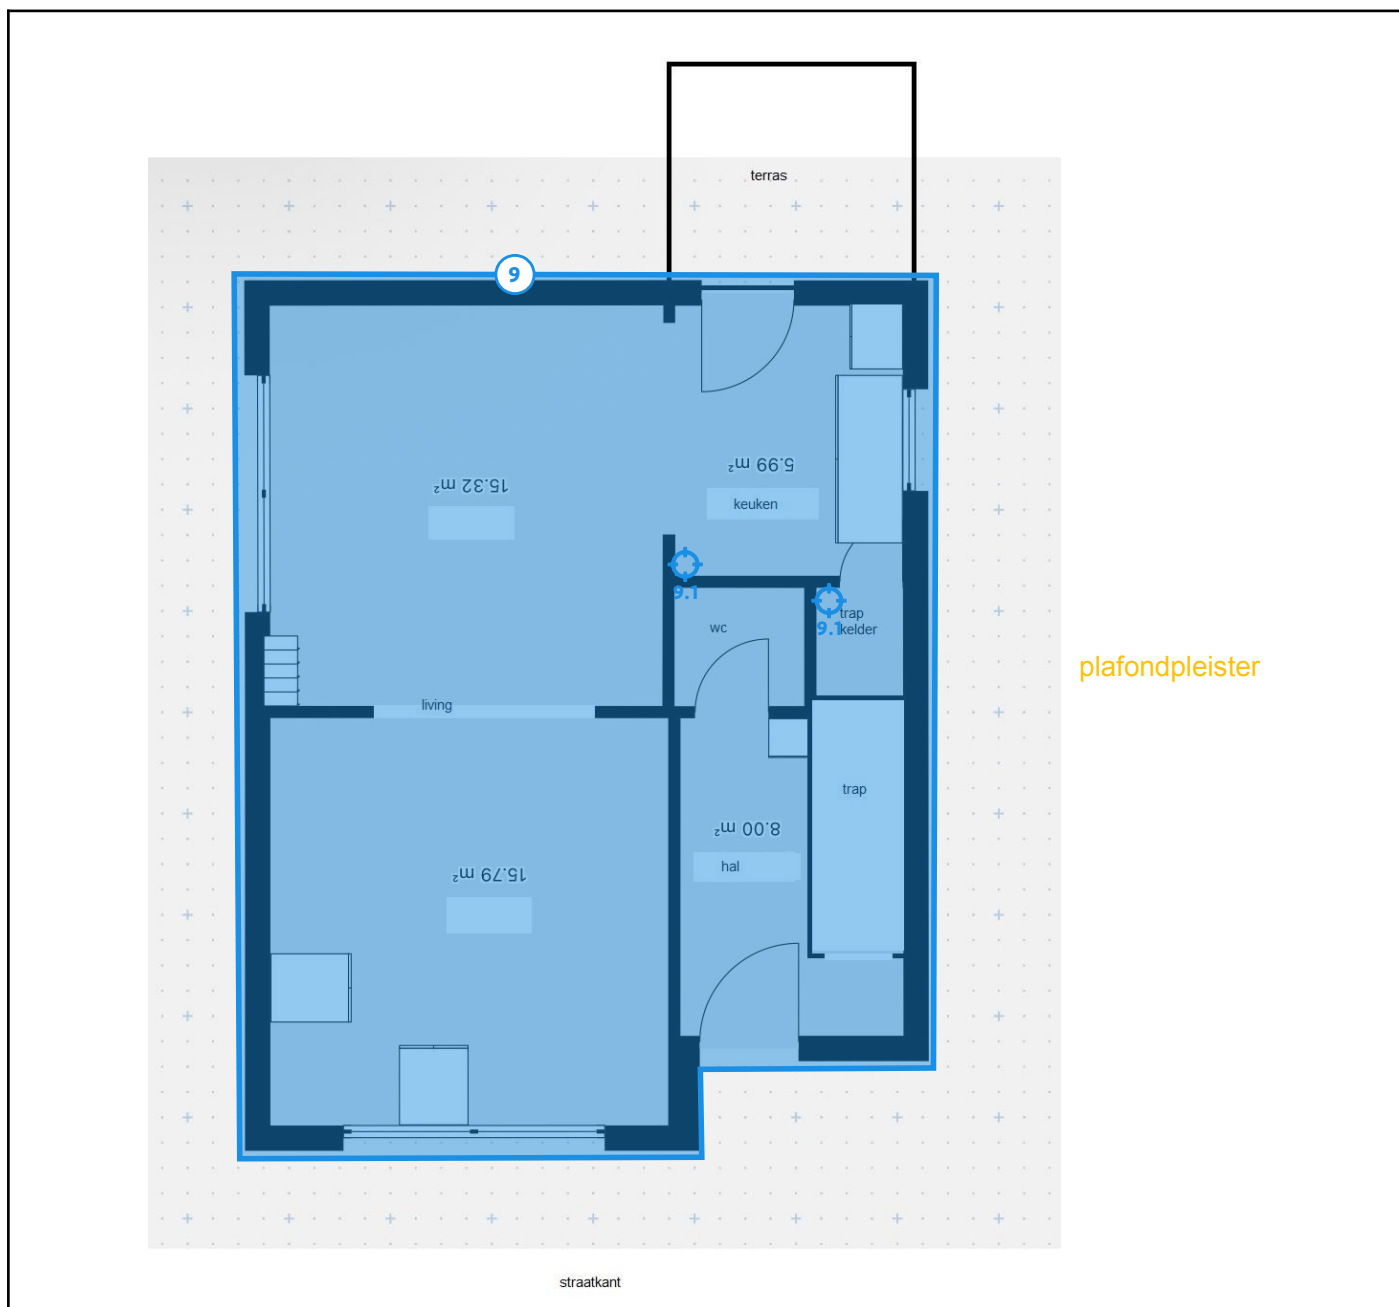 terras
9
5.99 m²
15.32 m²
keuken
9.1
trap
9.1
kelder
wc
plafondpleister
living
trap
8.00 m²
hal
15.79 m²
straatkant